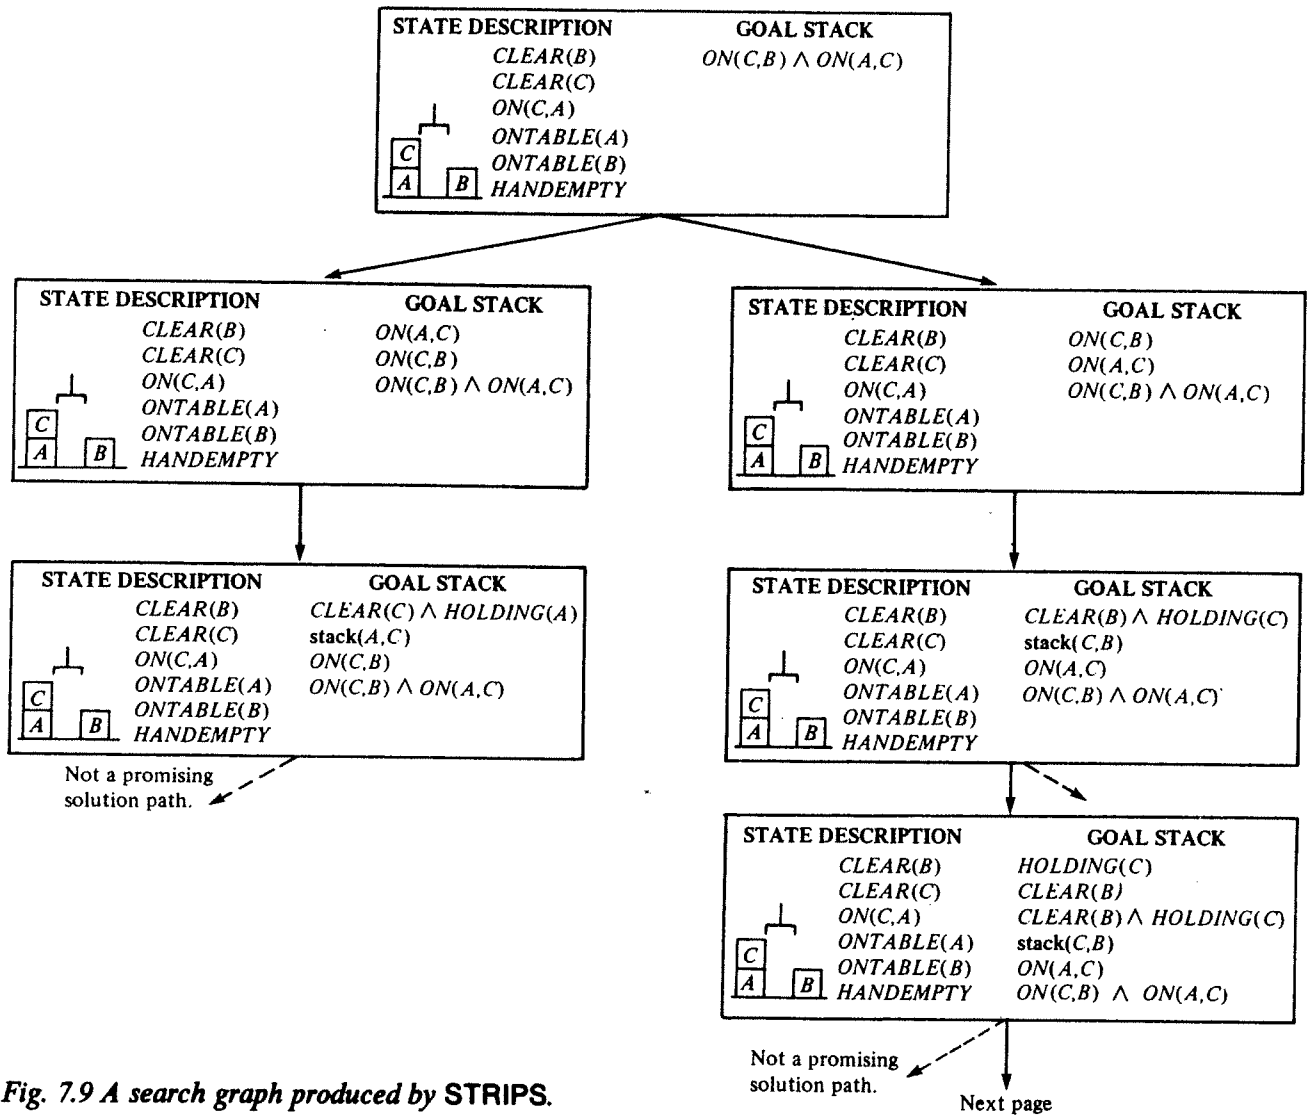 STATE DESCRIPTION GOAL STACK
CLEAR(B) ON(C,B) ∧ ON(A,C)
CLEAR(C)
ON(C,A)
ONTABLE(A)
C
ONTABLE(B)
A B HANDEMPTY
STATE DESCRIPTION GOAL STACK
CLEAR(B) ON(A,C)
CLEAR(C) ON(C,B)
ON(C,A) ON(C,B) ∧ ON(A,C)
ONTABLE(A)
C
ONTABLE(B)
A B HANDEMPTY
STATE DESCRIPTION GOAL STACK
CLEAR(B) ON(C,B)
CLEAR(C) ON(A,C)
ON(C,A) ON(C,B) ∧ ON(A,C)
ONTABLE(A)
C
ONTABLE(B)
A B HANDEMPTY
STATE DESCRIPTION GOAL STACK
CLEAR(B) CLEAR(C) ∧ HOLDING(A)
CLEAR(C) stack(A,C)
ON(C,A) ON(C,B)
ONTABLE(A) ON(C,B) ∧ ON(A,C)
C
ONTABLE(B)
A B HANDEMPTY
Not a promising
solution path.
STATE DESCRIPTION GOAL STACK
CLEAR(B) CLEAR(B) ∧ HOLDING(C)
CLEAR(C) stack(C,B)
ON(C,A) ON(A,C)
ONTABLE(A) ON(C,B) ∧ ON(A,C)
C
ONTABLE(B)
A B HANDEMPTY
STATE DESCRIPTION GOAL STACK
CLEAR(B) HOLDING(C)
CLEAR(C) CLEAR(B)
ON(C,A) CLEAR(B) ∧ HOLDING(C)
ONTABLE(A) stack(C,B)
C
ONTABLE(B) ON(A,C)
A B HANDEMPTY ON(C,B) ∧ ON(A,C)
Not a promising
solution path.
Next page
Fig. 7.9 A search graph produced by STRIPS.